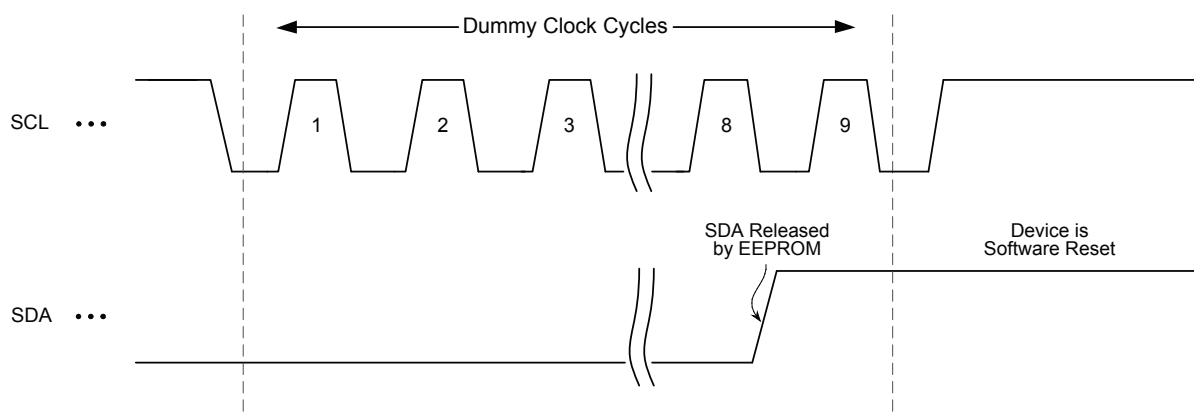 Dummy Clock Cycles
SCL •••
1 2 3 8 9
SDA Released
by EEPROM
Device is
Software Reset
SDA •••